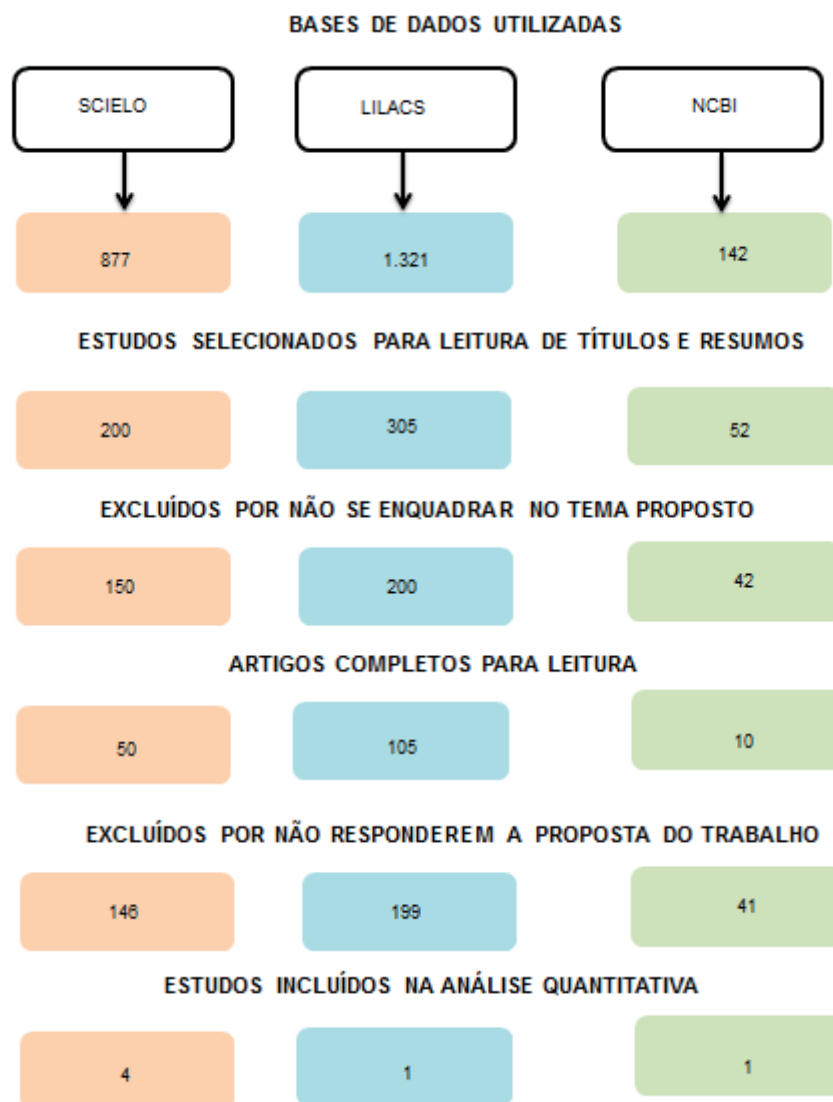 BASES DE DADOS UTILIZADAS
SCIELO LILACS NCBI
877 1.321 142
ESTUDOS SELECIONADOS PARA LEITURA DE TÍTULOS E RESUMOS
200 305 52
EXCLUÍDOS POR NÃO SE ENQUADRAR NO TEMA PROPOSTO
150 200 42
ARTIGOS COMPLETOS PARA LEITURA
50 105 10
EXCLUÍDOS POR NÃO RESPONDEREM A PROPOSTA DO TRABALHO
146 199 41
ESTUDOS INCLUÍDOS NA ANÁLISE QUANTITATIVA
4 1 1